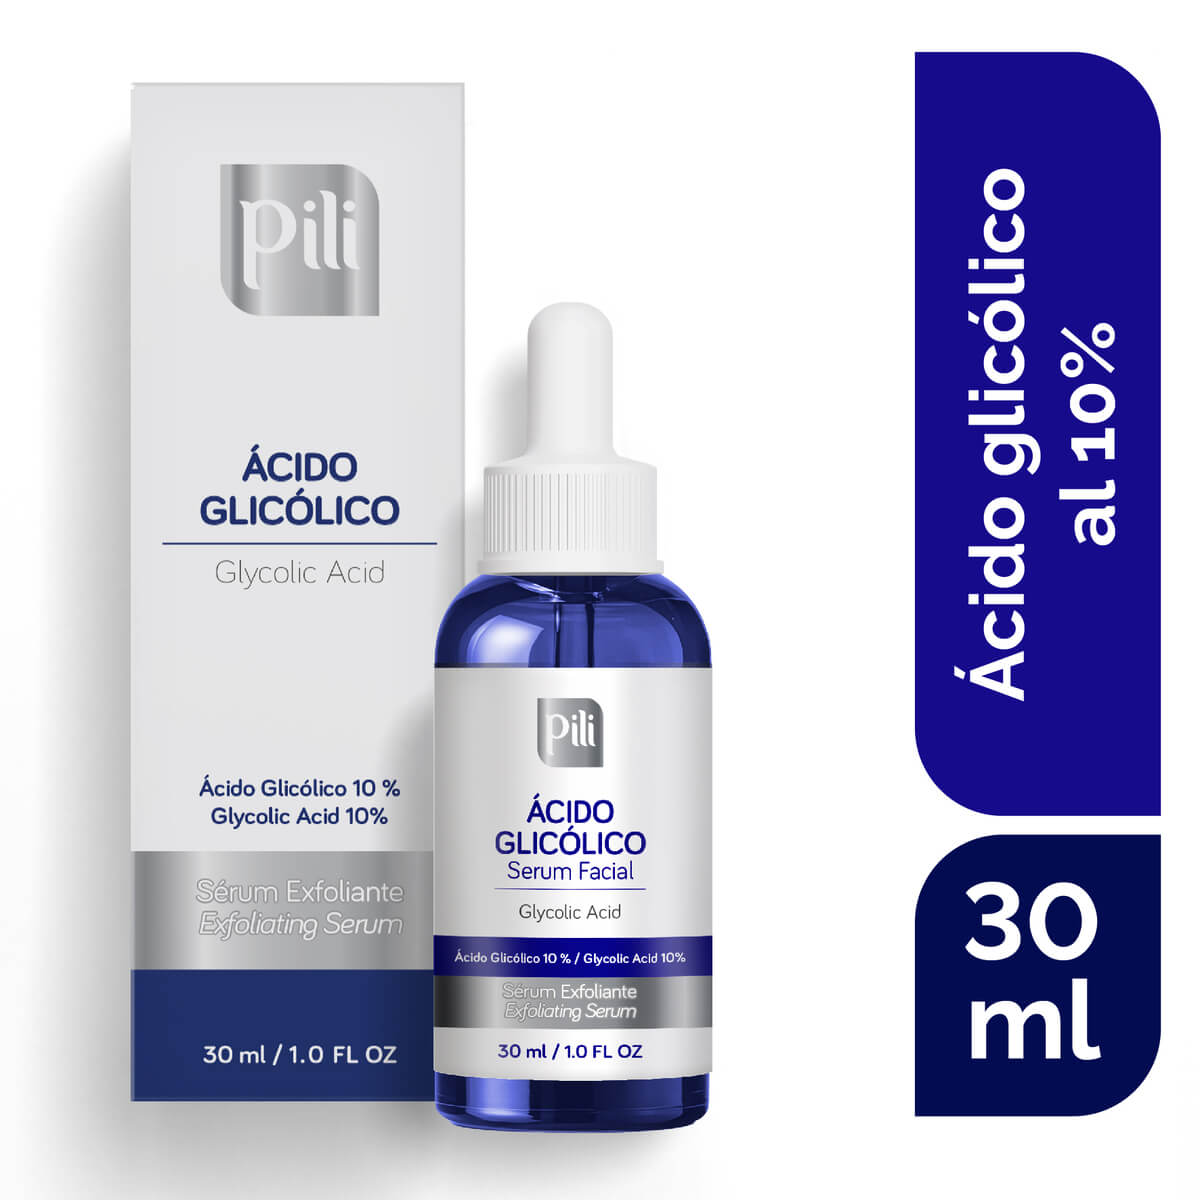 Pili
ÁCIDO
GLICÓLICO
Glycolic Acid
Ácido Glicólico 10 %
Glycolic Acid 10%
Sérum Exfoliante
Exfoliating Serum
30 ml / 1.0 FL OZ
Pili
ÁCIDO
GLICÓLICO
Serum Facial
Glycolic Acid
Ácido Glicólico 10 % / Glycolic Acid 10%
Sérum Exfoliante
Exfoliating Serum
30 ml / 1.0 FL OZ
Ácido glicólico
al 10%
30
ml